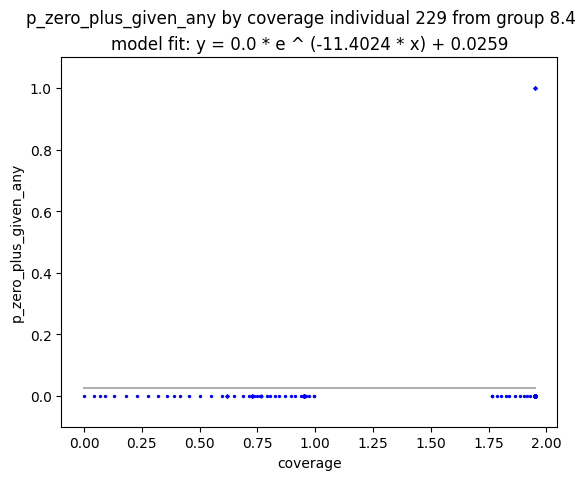 p_zero_plus_given_any by coverage individual 229 from group 8.4
model fit: y = 0.0 * e ^ (-11.4024 * x) + 0.0259
1.0
0.8
0.6
0.4
0.2
0.0
p_zero_plus_given_any
0.00 0.25 0.50 0.75 1.00 1.25 1.50 1.75 2.00
coverage